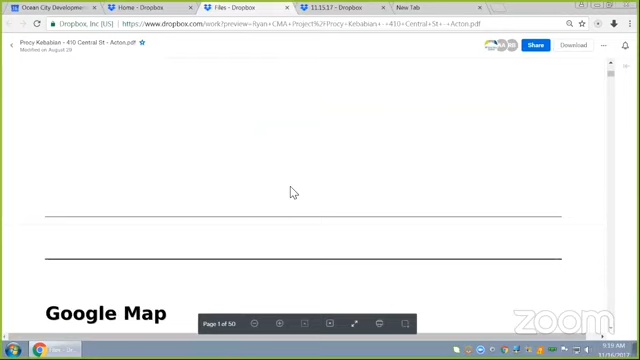 Ocean City Development
Home - Dropbox
Files - Dropbox
11.15.17 - Dropbox
New Tab
Dropbox, Inc [US]
https://www.dropbox.com/work?preview=Ryan+CMA+Project%2FProcy+Kebabian+-+410+Central+St+-+Acton.pdf
Procy Kebabian - 410 Central St - Acton.pdf
Modified on August 29
Share
Download
Google Map
Page 1 of 50
zoom
Files - Dr...
9:19 AM
11/16/2017